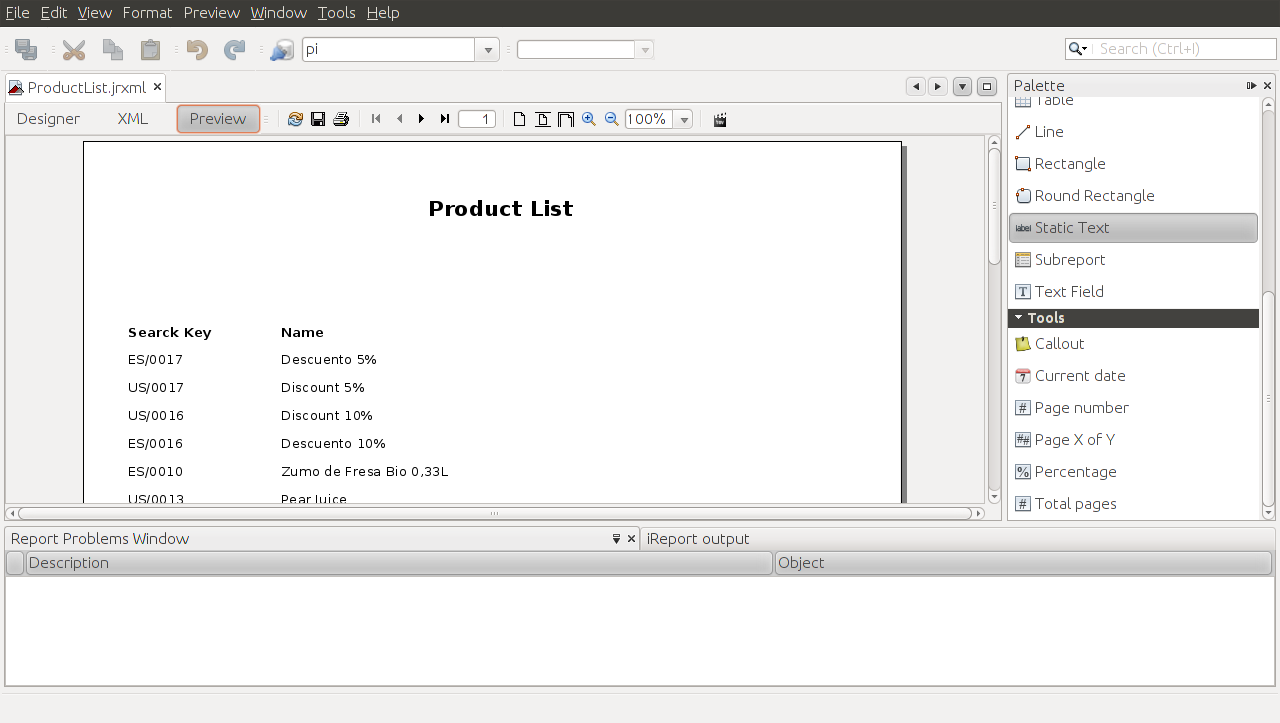 File Edit View Format Preview Window Tools Help
pi
Search (Ctrl+I)
ProductList.jrxml
Palette
Designer XML Preview 1 100%
Table
Line
Rectangle
Round Rectangle
Static Text
Subreport
Text Field
Tools
Callout
Current date
Page number
Page X of Y
Percentage
Total pages
Product List
Searck Key Name
ES/0017 Descuento 5%
US/0017 Discount 5%
US/0016 Discount 10%
ES/0016 Descuento 10%
ES/0010 Zumo de Fresa Bio 0,33L
US/0013 Pear Juice
Report Problems Window iReport output
Description Object